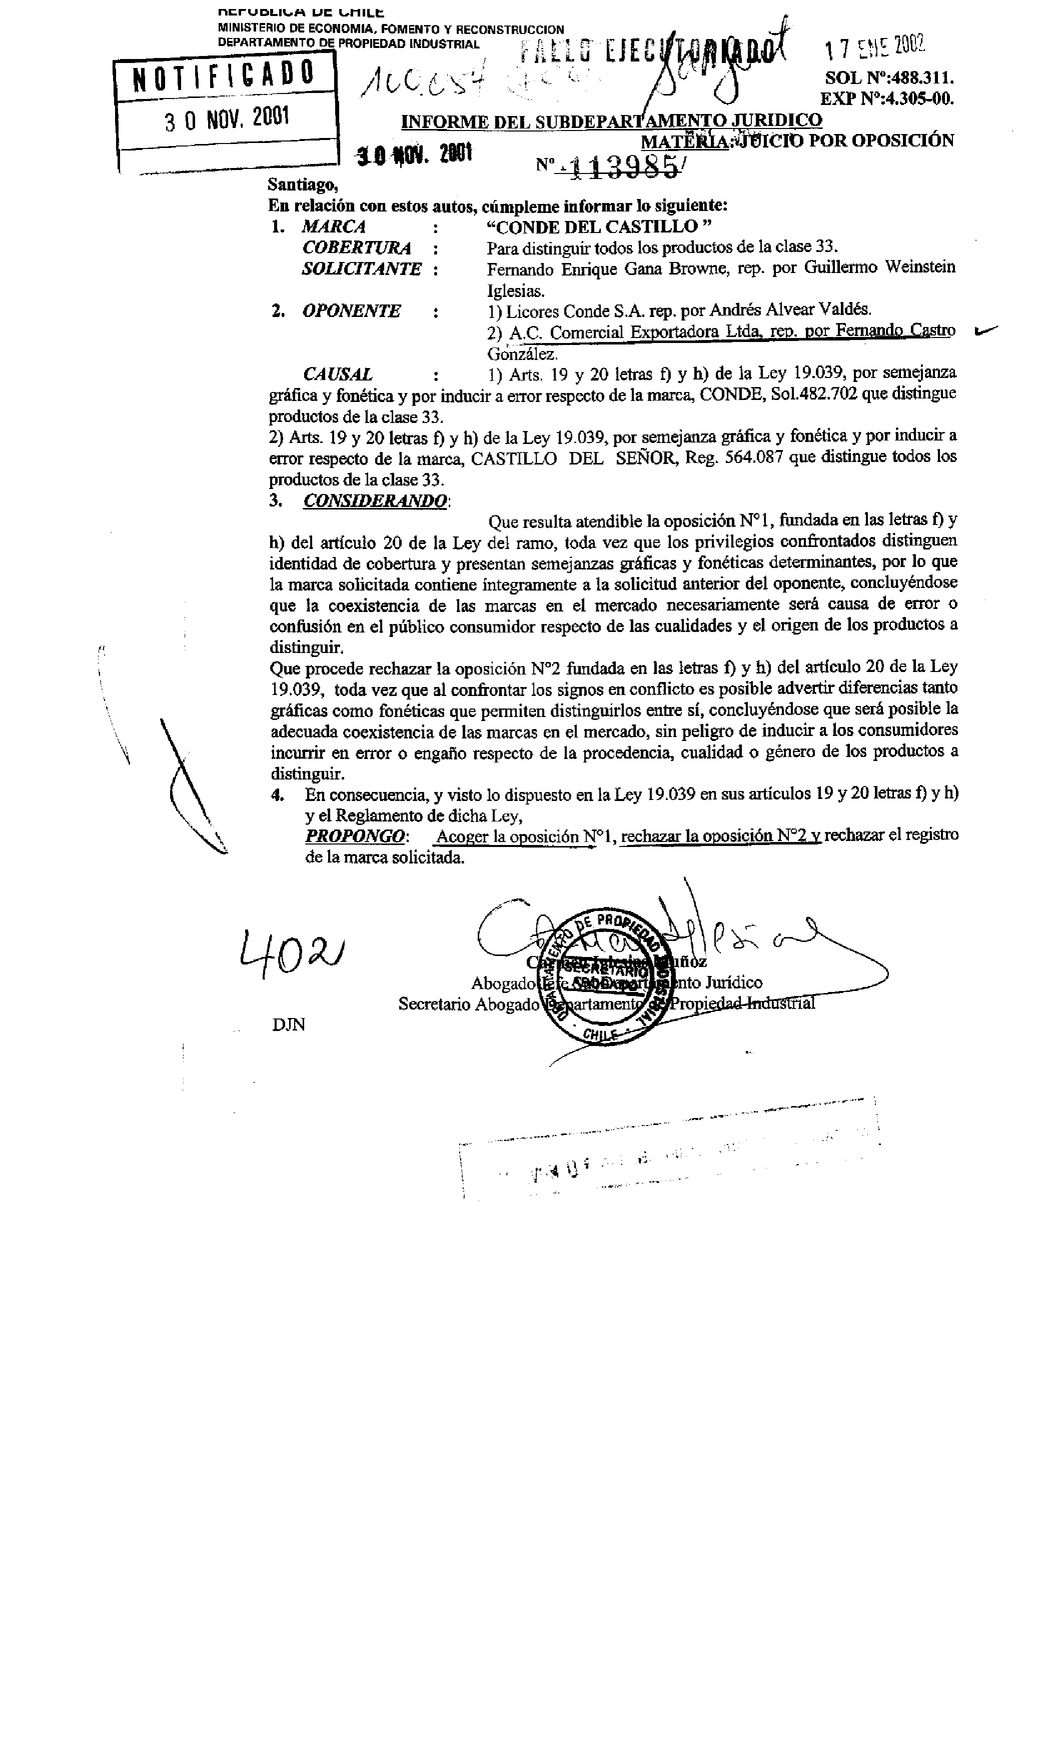 REPUBLICA DE CHILE
MINISTERIO DE ECONOMIA, FOMENTO Y RECONSTRUCCION
DEPARTAMENTO DE PROPIEDAD INDUSTRIAL
FALLO EJECUTORIADO
17 ENE 2002
NOTIFICADO
30 NOV. 2001
SOL Nº:488.311.
EXP Nº:4.305-00.
INFORME DEL SUBDEPARTAMENTO JURIDICO
MATERIA:JUICIO POR OPOSICIÓN
30 NOV. 2001
Nº 113985/
Santiago,
En relación con estos autos, cúmpleme informar lo siguiente:
1. MARCA : “CONDE DEL CASTILLO ”
COBERTURA : Para distinguir todos los productos de la clase 33.
SOLICITANTE : Fernando Enrique Gana Browne, rep. por Guillermo Weinstein
Iglesias.
2. OPONENTE : 1) Licores Conde S.A. rep. por Andrés Alvear Valdés.
2) A.C. Comercial Exportadora Ltda, rep. por Fernando Castro
González.
CAUSAL : 1) Arts. 19 y 20 letras f) y h) de la Ley 19.039, por semejanza
gráfica y fonética y por inducir a error respecto de la marca, CONDE, Sol.482.702 que distingue
productos de la clase 33.
2) Arts. 19 y 20 letras f) y h) de la Ley 19.039, por semejanza gráfica y fonética y por inducir a
error respecto de la marca, CASTILLO DEL SEÑOR, Reg. 564.087 que distingue todos los
productos de la clase 33.
3. CONSIDERANDO:
Que resulta atendible la oposición Nº1, fundada en las letras f) y
h) del artículo 20 de la Ley del ramo, toda vez que los privilegios confrontados distinguen
identidad de cobertura y presentan semejanzas gráficas y fonéticas determinantes, por lo que
la marca solicitada contiene íntegramente a la solicitud anterior del oponente, concluyéndose
que la coexistencia de las marcas en el mercado necesariamente será causa de error o
confusión en el público consumidor respecto de las cualidades y el origen de los productos a
distinguir.
Que procede rechazar la oposición Nº2 fundada en las letras f) y h) del artículo 20 de la Ley
19.039, toda vez que al confrontar los signos en conflicto es posible advertir diferencias tanto
gráficas como fonéticas que permiten distinguirlos entre sí, concluyéndose que será posible la
adecuada coexistencia de las marcas en el mercado, sin peligro de inducir a los consumidores
incurrir en error o engaño respecto de la procedencia, cualidad o género de los productos a
distinguir.
4. En consecuencia, y visto lo dispuesto en la Ley 19.039 en sus artículos 19 y 20 letras f) y h)
y el Reglamento de dicha Ley,
PROPONGO: Acoger la oposición Nº1, rechazar la oposición Nº2 y rechazar el registro
de la marca solicitada.
402
Carmen Iglesias Muñoz
Abogado Jefe Subdepartamento Jurídico
Secretario Abogado Departamento de Propiedad Industrial
DEPARTAMENTO DE PROPIEDAD INDUSTRIAL
SECRETARIO
ABOGADO
CHILE
DJN